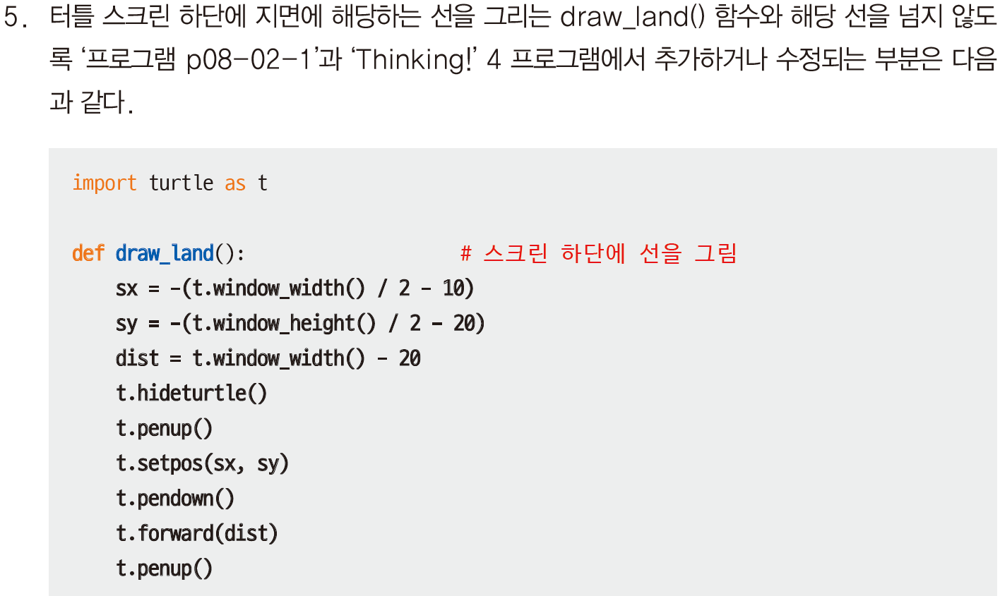 5. 터틀 스크린 하단에 지면에 해당하는 선을 그리는 draw_land() 함수와 해당 선을 넘지 않도
록 ‘프로그램 p08-02-1’과 ‘Thinking!’ 4 프로그램에서 추가하거나 수정되는 부분은 다음
과 같다.
import turtle as t
def draw_land(): # 스크린 하단에 선을 그림
sx = -(t.window_width() / 2 - 10)
sy = -(t.window_height() / 2 - 20)
dist = t.window_width() - 20
t.hideturtle()
t.penup()
t.setpos(sx, sy)
t.pendown()
t.forward(dist)
t.penup()